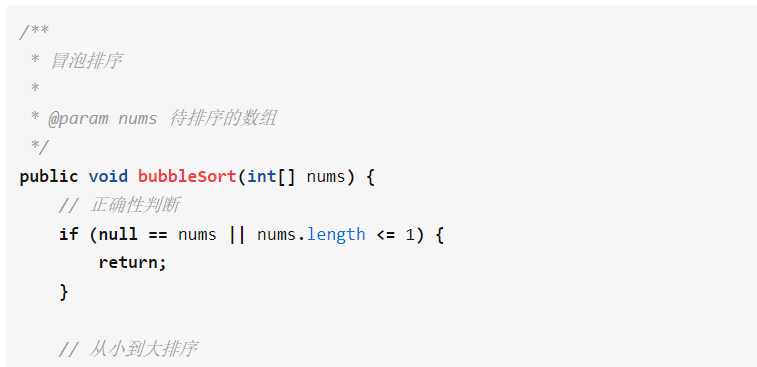 /**
 * 冒泡排序
 *
 * @param nums 待排序的数组
 */
public void bubbleSort(int[] nums) {
    // 正确性判断
    if (null == nums || nums.length <= 1) {
        return;
    }
    // 从小到大排序